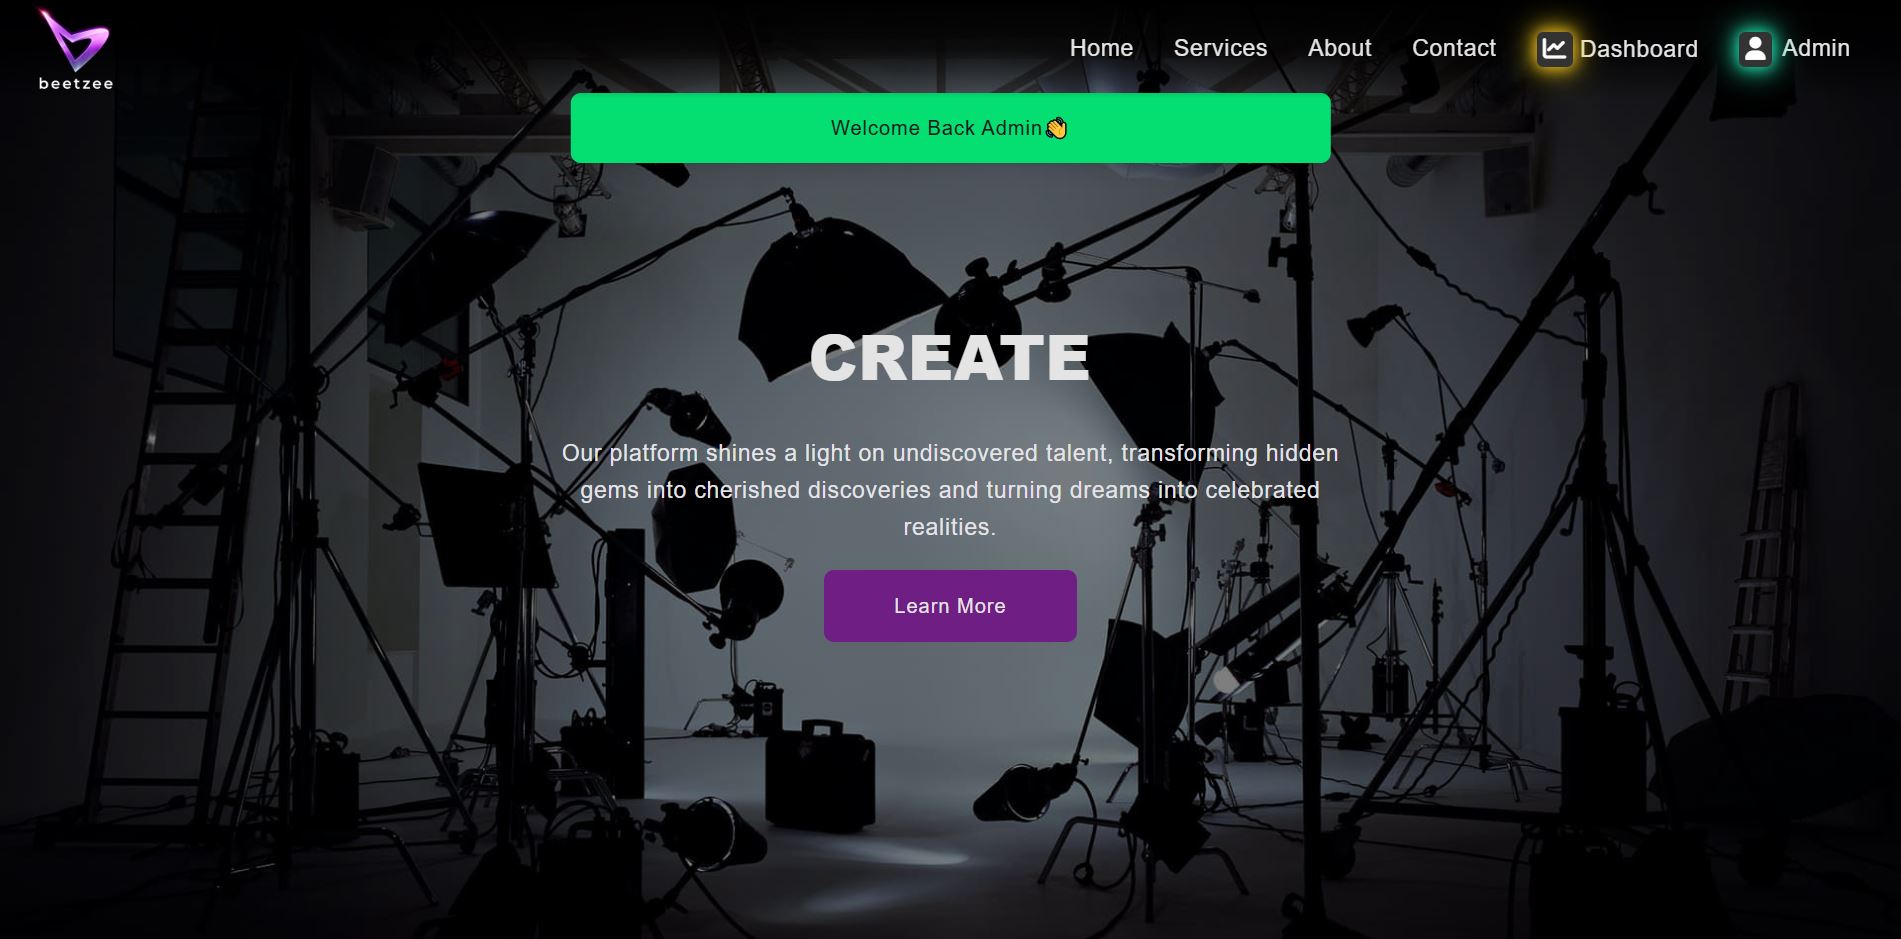 beetzee
Home Services About Contact Dashboard Admin
Welcome Back Admin👋
CREATE
Our platform shines a light on undiscovered talent, transforming hidden
gems into cherished discoveries and turning dreams into celebrated
realities.
Learn More